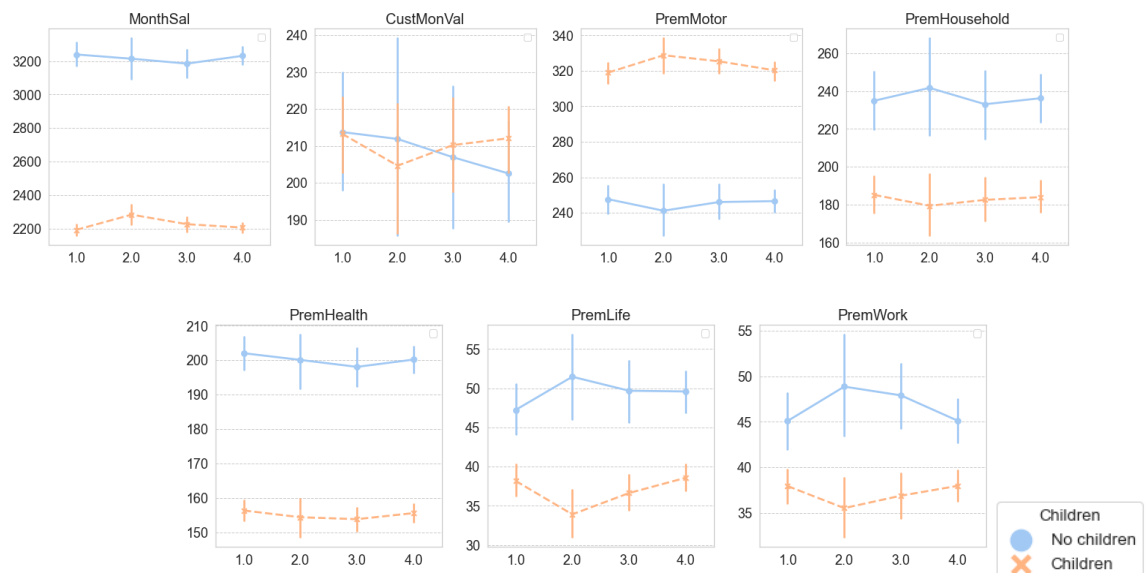 MonthSal
3200
3000
2800
2600
2400
2200
1.0 2.0 3.0 4.0
CustMonVal
240
230
220
210
200
190
1.0 2.0 3.0 4.0
PremMotor
340
320
300
280
260
240
1.0 2.0 3.0 4.0
PremHousehold
260
240
220
200
180
160
1.0 2.0 3.0 4.0
PremHealth
210
200
190
180
170
160
150
1.0 2.0 3.0 4.0
PremLife
55
50
45
40
35
30
1.0 2.0 3.0 4.0
PremWork
55
50
45
40
35
1.0 2.0 3.0 4.0
Children
No children
Children